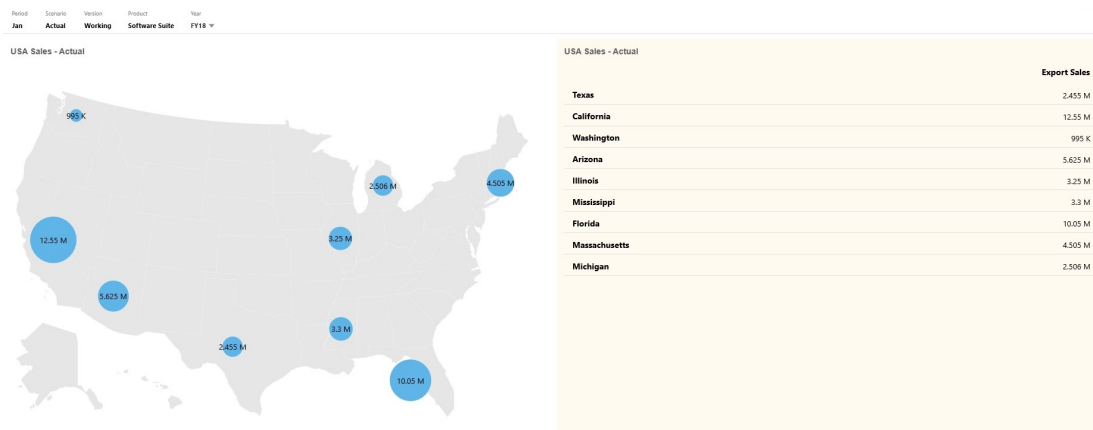 Period Scenario Version Product Year
Jan Actual Working Software Suite FY18
USA Sales - Actual
995 K
2.506 M
4.505 M
12.55 M
3.25 M
5.625 M
3.3 M
2.455 M
10.05 M
USA Sales - Actual
Export Sales
Texas 2.455 M
California 12.55 M
Washington 995 K
Arizona 5.625 M
Illinois 3.25 M
Mississippi 3.3 M
Florida 10.05 M
Massachusetts 4.505 M
Michigan 2.506 M